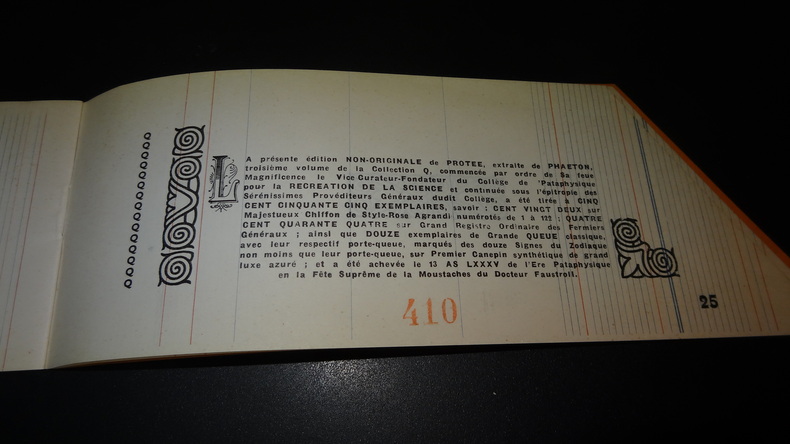 LA présente édition NON-ORIGINALE de PROTEE, extraite de PHAETON,
troisième volume de la Collection Q, commencée par ordre de Sa feue
Magnificence le Vice-Curateur-Fondateur du Collège de 'Pataphysique
pour la RECREATION DE LA SCIENCE et continuée sous l'épitropie des
Sérénissimes Provéditeurs Généraux dudit Collège, a été tirée à CINQ
CENT CINQUANTE CINQ EXEMPLAIRES, savoir : CENT VINGT DEUX sur
Majestueux Chiffon de Style-Rose Agrandi numérotés de 1 à 122 ; QUATRE
CENT QUARANTE QUATRE sur Grand Registre Ordinaire des Fermiers
Généraux ; ainsi que DOUZE exemplaires de Grande QUEUE classique,
avec leur respectif porte-queue, marqués des douze Signes du Zodiaque
non moins que leur porte-queue, sur Premier Canepin synthétique de grand
luxe azuré ; et a été achevée le 13 AS LXXXV de l'Ere Pataphysique
en la Fête Suprême de la Moustaches du Docteur Faustroll.
410
25